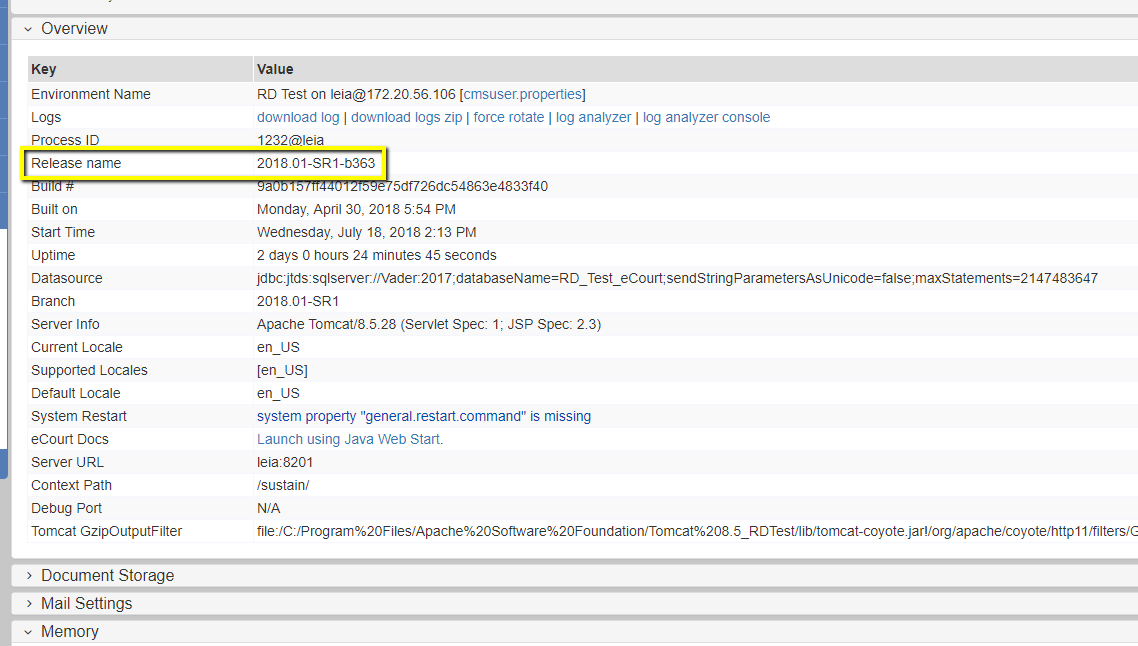 Overview
Key Value
Environment Name RD Test on leia@172.20.56.106 [cmsuser.properties]
Logs download log | download logs zip | force rotate | log analyzer | log analyzer console
Process ID 1232@leia
Release name 2018.01-SR1-b363
Build # 9a0b157ff44012f59e75df726dc54863e4833f40
Built on Monday, April 30, 2018 5:54 PM
Start Time Wednesday, July 18, 2018 2:13 PM
Uptime 2 days 0 hours 24 minutes 45 seconds
Datasource jdbc:jtds:sqlserver://Vader:2017;databaseName=RD_Test_eCourt;sendStringParametersAsUnicode=false;maxStatements=2147483647
Branch 2018.01-SR1
Server Info Apache Tomcat/8.5.28 (Servlet Spec: 1; JSP Spec: 2.3)
Current Locale en_US
Supported Locales [en_US]
Default Locale en_US
System Restart system property "general.restart.command" is missing
eCourt Docs Launch using Java Web Start.
Server URL leia:8201
Context Path /sustain/
Debug Port N/A
Tomcat GzipOutputFilter file:/C:/Program%20Files/Apache%20Software%20Foundation/Tomcat%208.5_RDTest/lib/tomcat-coyote.jar!/org/apache/coyote/http11/filters/G
Document Storage
Mail Settings
Memory